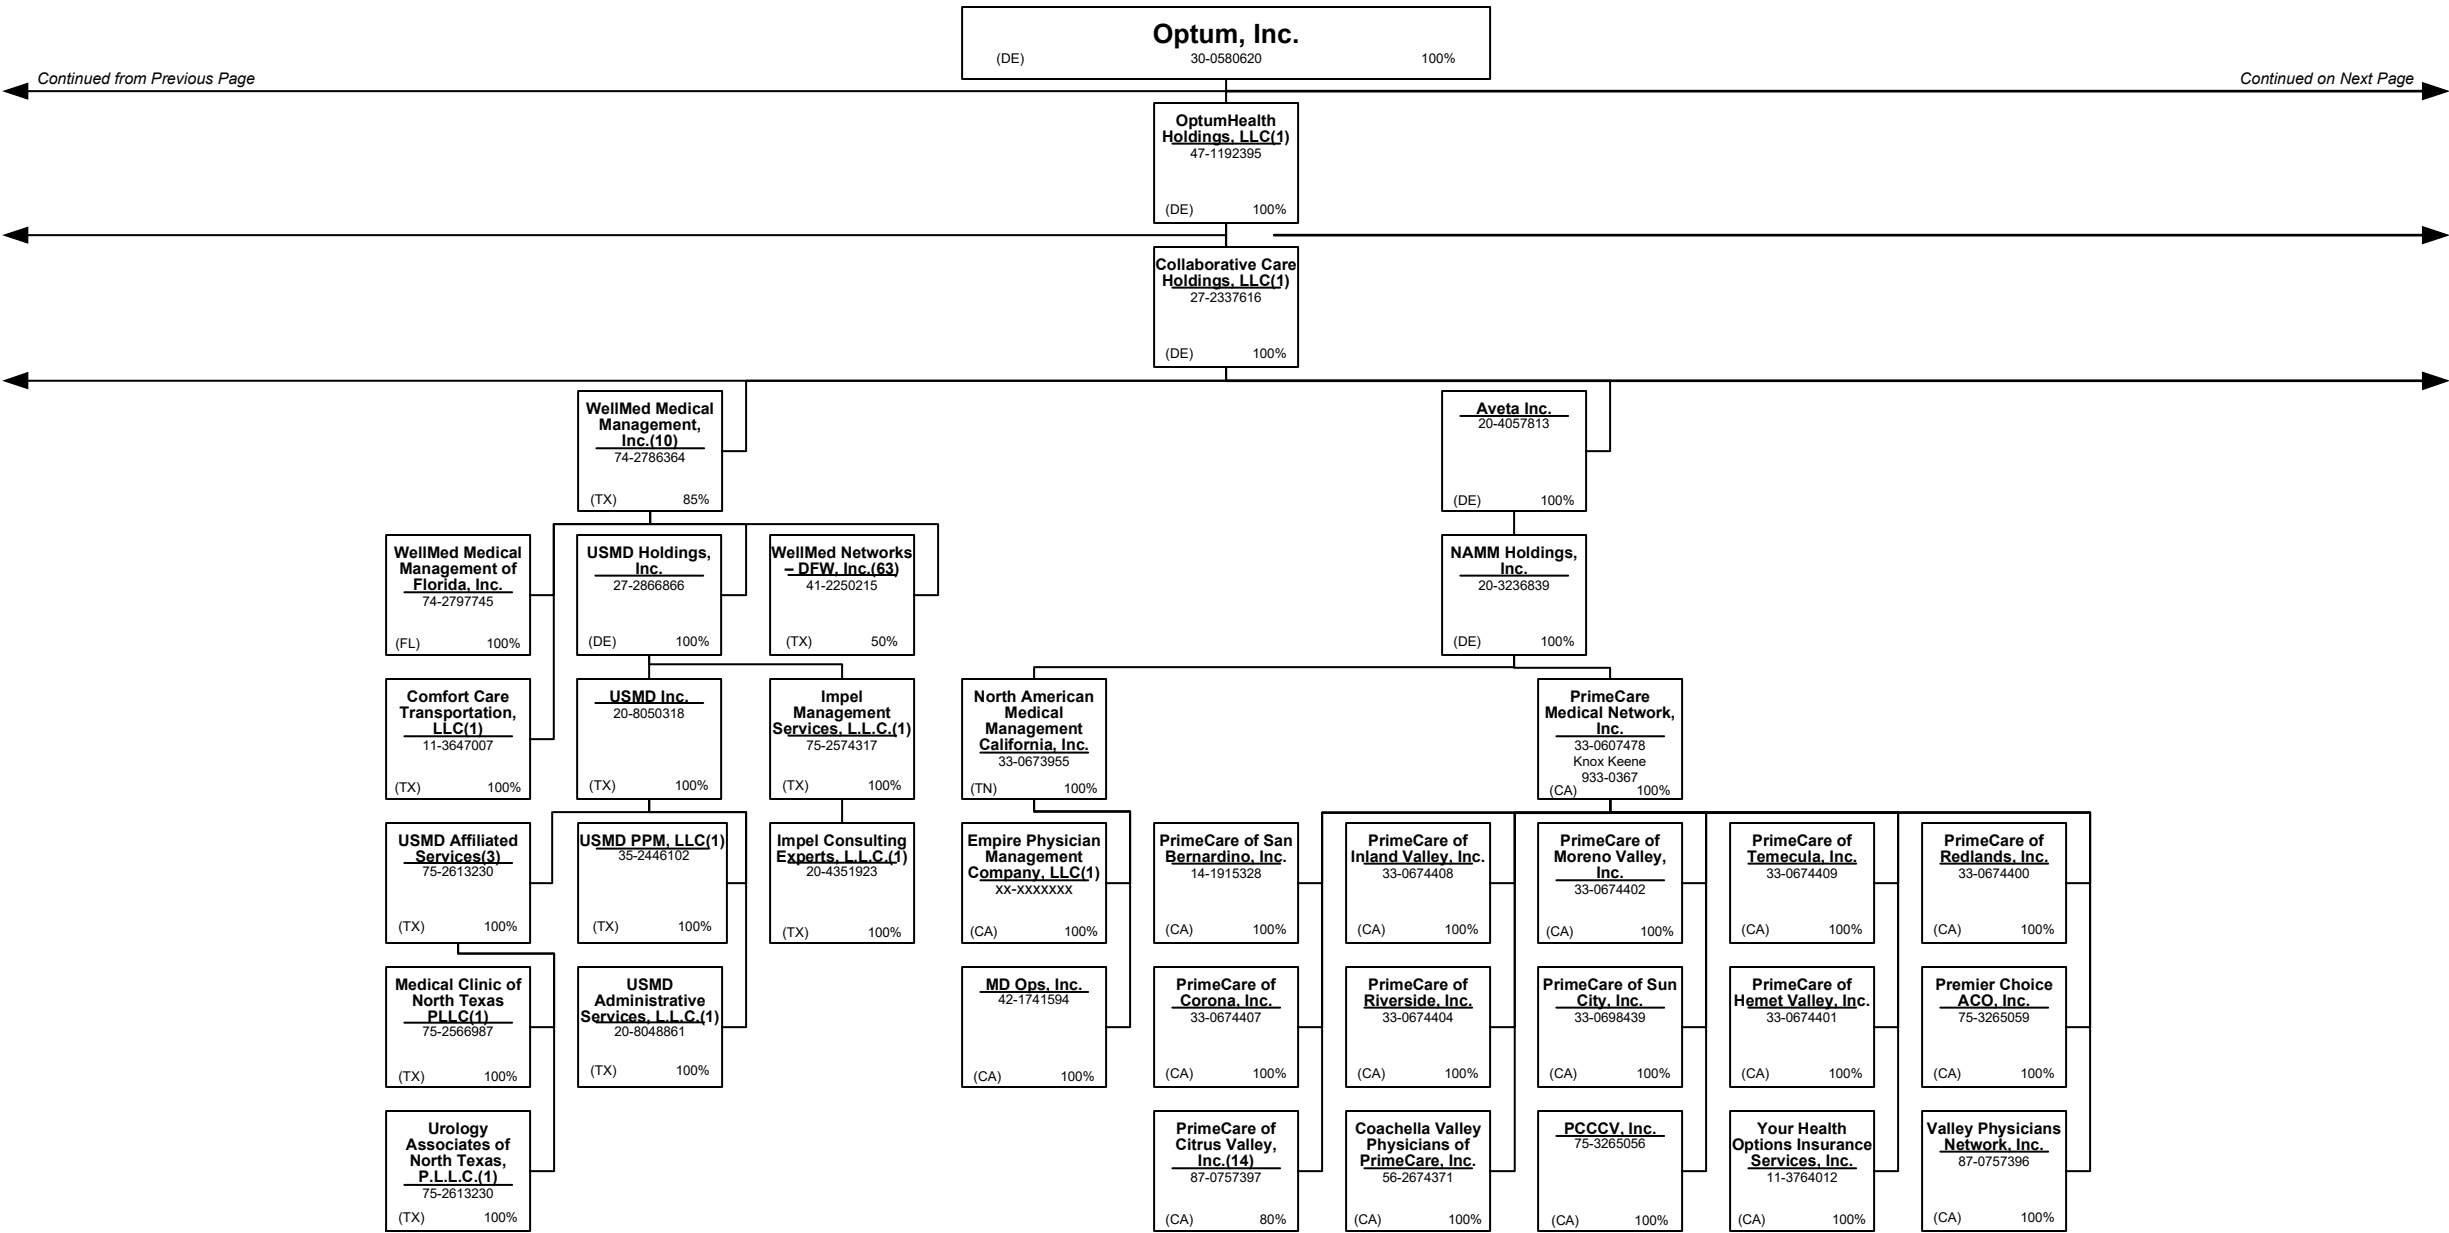 Optum, Inc.
(DE) 30-0580620 100%
Continued from Previous Page
Continued on Next Page
OptumHealth
Holdings, LLC(1)
47-1192395
(DE) 100%
Collaborative Care
Holdings, LLC(1)
27-2337616
(DE) 100%
WellMed Medical
Management,
Inc.(10)
74-2786364
(TX) 85%
Aveta Inc.
20-4057813
(DE) 100%
WellMed Medical
Management of
Florida, Inc.
74-2797745
(FL) 100%
USMD Holdings,
Inc.
27-2866866
(DE) 100%
WellMed Networks
– DFW, Inc.(63)
41-2250215
(TX) 50%
NAMM Holdings,
Inc.
20-3236839
(DE) 100%
Comfort Care
Transportation,
LLC(1)
11-3647007
(TX) 100%
USMD Inc.
20-8050318
(TX) 100%
Impel
Management
Services, L.L.C.(1)
75-2574317
(TX) 100%
North American
Medical
Management
California, Inc.
33-0673955
(TN) 100%
PrimeCare
Medical Network,
Inc.
33-0607478
Knox Keene
933-0367
(CA) 100%
USMD Affiliated
Services(3)
75-2613230
(TX) 100%
USMD PPM, LLC(1)
35-2446102
(TX) 100%
Impel Consulting
Experts, L.L.C.(1)
20-4351923
(TX) 100%
Empire Physician
Management
Company, LLC(1)
xx-xxxxxxx
(CA) 100%
PrimeCare of San
Bernardino, Inc.
14-1915328
(CA) 100%
PrimeCare of
Inland Valley, Inc.
33-0674408
(CA) 100%
PrimeCare of
Moreno Valley,
Inc.
33-0674402
(CA) 100%
PrimeCare of
Temecula, Inc.
33-0674409
(CA) 100%
PrimeCare of
Redlands, Inc.
33-0674400
(CA) 100%
Medical Clinic of
North Texas
PLLC(1)
75-2566987
(TX) 100%
USMD
Administrative
Services, L.L.C.(1)
20-8048861
(TX) 100%
MD Ops, Inc.
42-1741594
(CA) 100%
PrimeCare of
Corona, Inc.
33-0674407
(CA) 100%
PrimeCare of
Riverside, Inc.
33-0674404
(CA) 100%
PrimeCare of Sun
City, Inc.
33-0698439
(CA) 100%
PrimeCare of
Hemet Valley, Inc.
33-0674401
(CA) 100%
Premier Choice
ACO, Inc.
75-3265059
(CA) 100%
Urology
Associates of
North Texas,
P.L.L.C.(1)
75-2613230
(TX) 100%
PrimeCare of
Citrus Valley,
Inc.(14)
87-0757397
(CA) 80%
Coachella Valley
Physicians of
PrimeCare, Inc.
56-2674371
(CA) 100%
PCCCV, Inc.
75-3265056
(CA) 100%
Your Health
Options Insurance
Services, Inc.
11-3764012
(CA) 100%
Valley Physicians
Network, Inc.
87-0757396
(CA) 100%